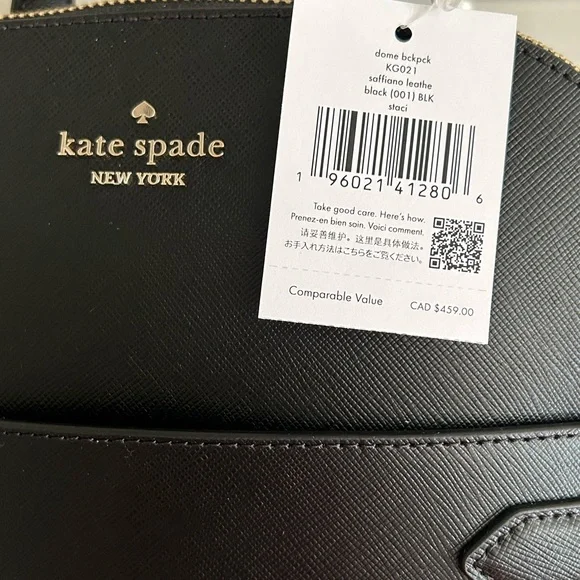 kate spade
NEW YORK
dome bckpck
KG021
saffiano leathe
black (001) BLK
staci
1 96021 41280 6
Take good care. Here's how.
Prenez-en bien soin. Voici comment.
请妥善维护。这里是具体做法。
お手入れ方法はこちらをご覧ください。
Comparable Value
CAD $459.00